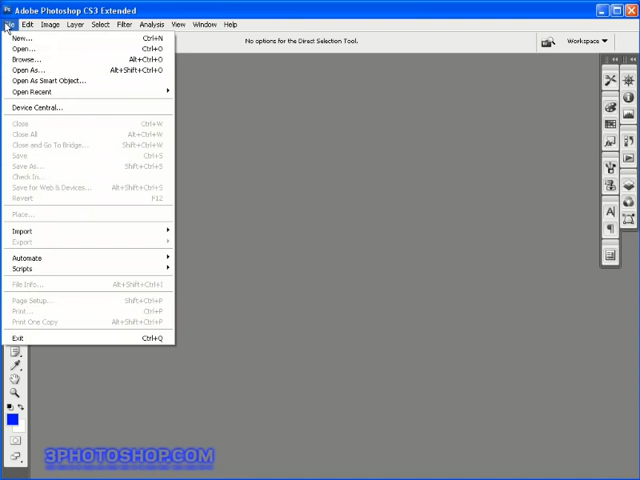 Adobe Photoshop CS3 Extended
Edit Image Layer Select Filter Analysis View Window Help
No options for the Direct Selection Tool.
Workspace
New... Ctrl+N
Open... Ctrl+O
Browse... Alt+Ctrl+O
Open As... Alt+Shift+Ctrl+O
Open As Smart Object...
Open Recent
Device Central...
Close Ctrl+W
Close All Alt+Ctrl+W
Close and Go To Bridge... Shift+Ctrl+W
Save Ctrl+S
Save As... Shift+Ctrl+S
Check In...
Save for Web & Devices... Alt+Shift+Ctrl+S
Revert F12
Place...
Import
Export
Automate
Scripts
File Info... Alt+Shift+Ctrl+I
Page Setup... Shift+Ctrl+P
Print... Ctrl+P
Print One Copy Alt+Shift+Ctrl+P
Exit Ctrl+Q
3PHOTOSHOP.COM